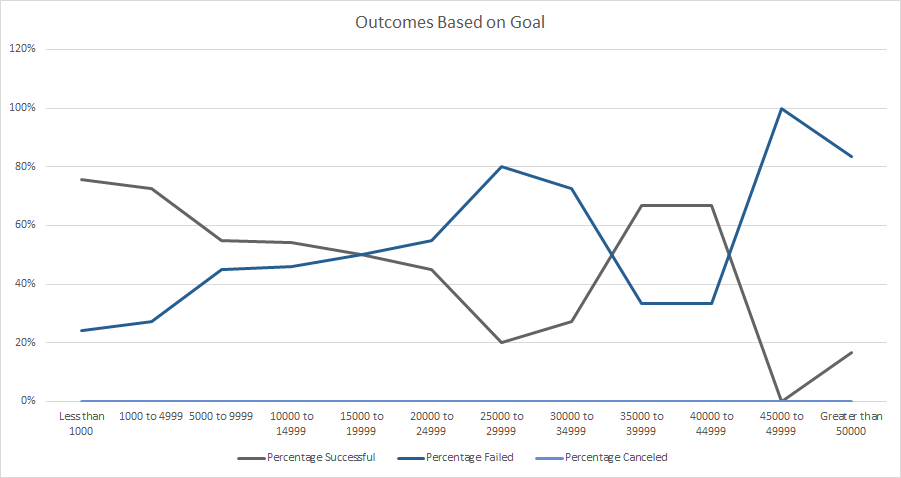 Outcomes Based on Goal
120%
100%
80%
60%
40%
20%
0%
Less than 1000
1000 to 4999
5000 to 9999
10000 to 14999
15000 to 19999
20000 to 24999
25000 to 29999
30000 to 34999
35000 to 39999
40000 to 44999
45000 to 49999
Greater than 50000
Percentage Successful
Percentage Failed
Percentage Canceled